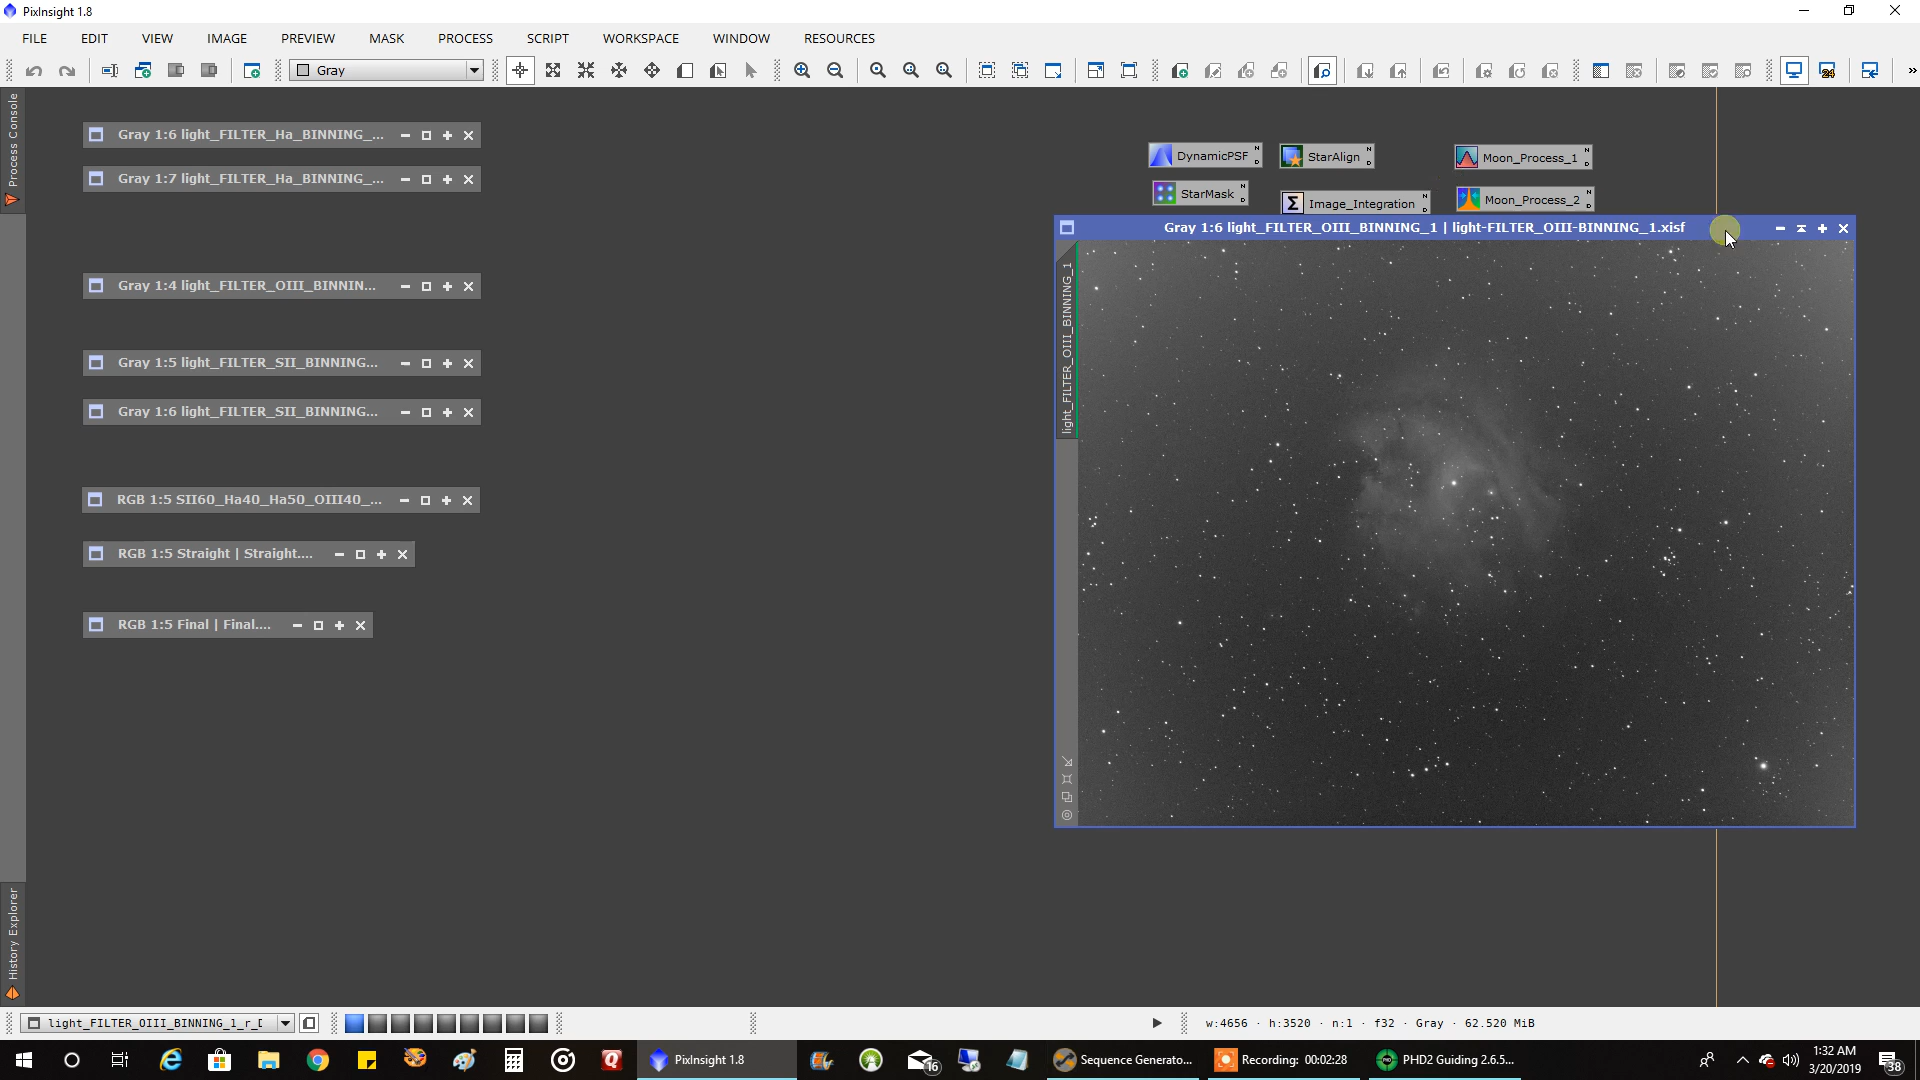 PixInsight 1.8
FILE EDIT VIEW IMAGE PREVIEW MASK PROCESS SCRIPT WORKSPACE WINDOW RESOURCES
Gray
24
»
Process Console
Gray 1:6 light_FILTER_Ha_BINNING_...
Gray 1:7 light_FILTER_Ha_BINNING_...
Gray 1:4 light_FILTER_OIII_BINNIN...
Gray 1:5 light_FILTER_SII_BINNING...
Gray 1:6 light_FILTER_SII_BINNING...
RGB 1:5 SII60_Ha40_Ha50_OIII40_...
RGB 1:5 Straight | Straight....
RGB 1:5 Final | Final....
DynamicPSF N D
StarAlign N D
Moon_Process_1 N D
StarMask N D
Image_Integration N D
Moon_Process_2 N D
Gray 1:6 light_FILTER_OIII_BINNING_1 | light-FILTER_OIII-BINNING_1.xisf
light_FILTER_OIII_BINNING_1
History Explorer
light_FILTER_OIII_BINNING_1_r_
w:4656 · h:3520 · n:1 · f32 · Gray · 62.520 MiB
PixInsight 1.8
16
Sequence Generato...
Recording: 00:02:28
PHD2 Guiding 2.6.5...
1:32 AM
3/20/2019
38